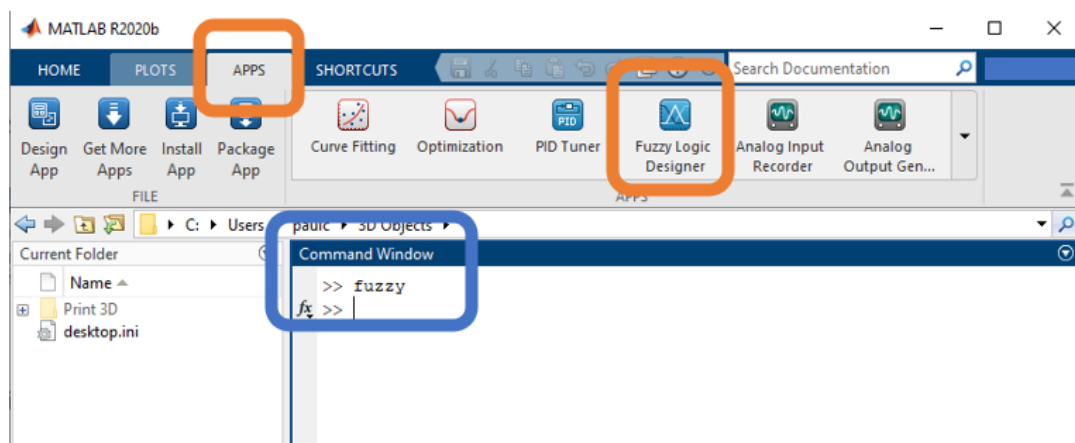 MATLAB R2020b
HOME PLOTS APPS SHORTCUTS Search Documentation
Design App Get More Apps Install App Package App Curve Fitting Optimization PID PID Tuner Fuzzy Logic Designer Analog Input Recorder Analog Output Gen...
FILE APPS
C: Users paulc 3D Objects
Current Folder Command Window
Name
Print 3D
desktop.ini
>> fuzzy
fx >>